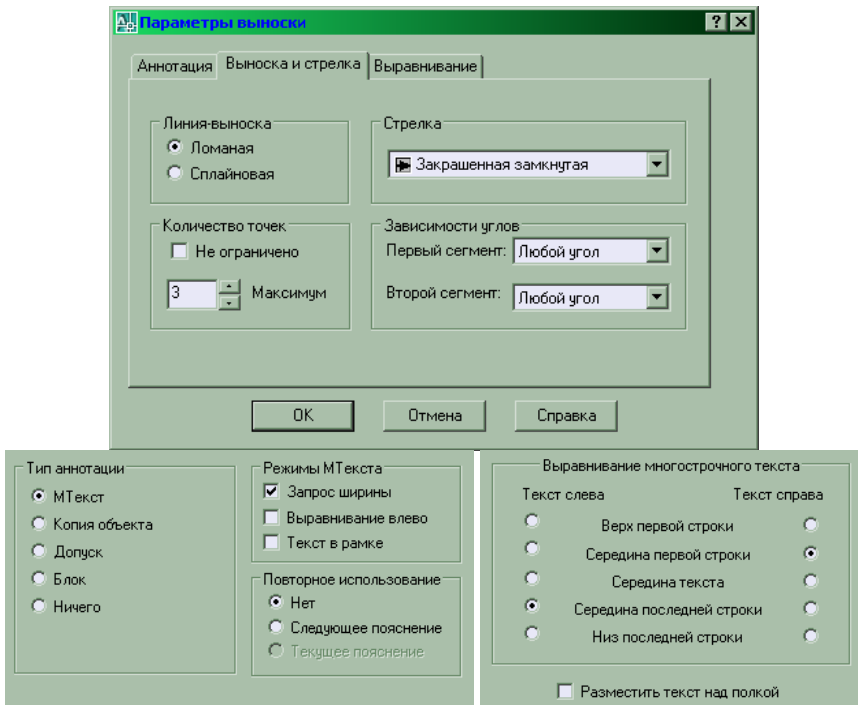 Параметры выноски
Аннотация Выноска и стрелка Выравнивание
Линия-выноска
Ломаная
Сплайновая
Стрелка
Закрашенная замкнутая
Количество точек
Не ограничено
3 Максимум
Зависимости углов
Первый сегмент: Любой угол
Второй сегмент: Любой угол
OK Отмена Справка
Тип аннотации
МТекст
Копия объекта
Допуск
Блок
Ничего
Режимы МТекста
Запрос ширины
Выравнивание влево
Текст в рамке
Повторное использование
Нет
Следующее пояснение
Текущее пояснение
Выравнивание многострочного текста
Текст слева Текст справа
Верх первой строки
Середина первой строки
Середина текста
Середина последней строки
Низ последней строки
Разместить текст над полкой